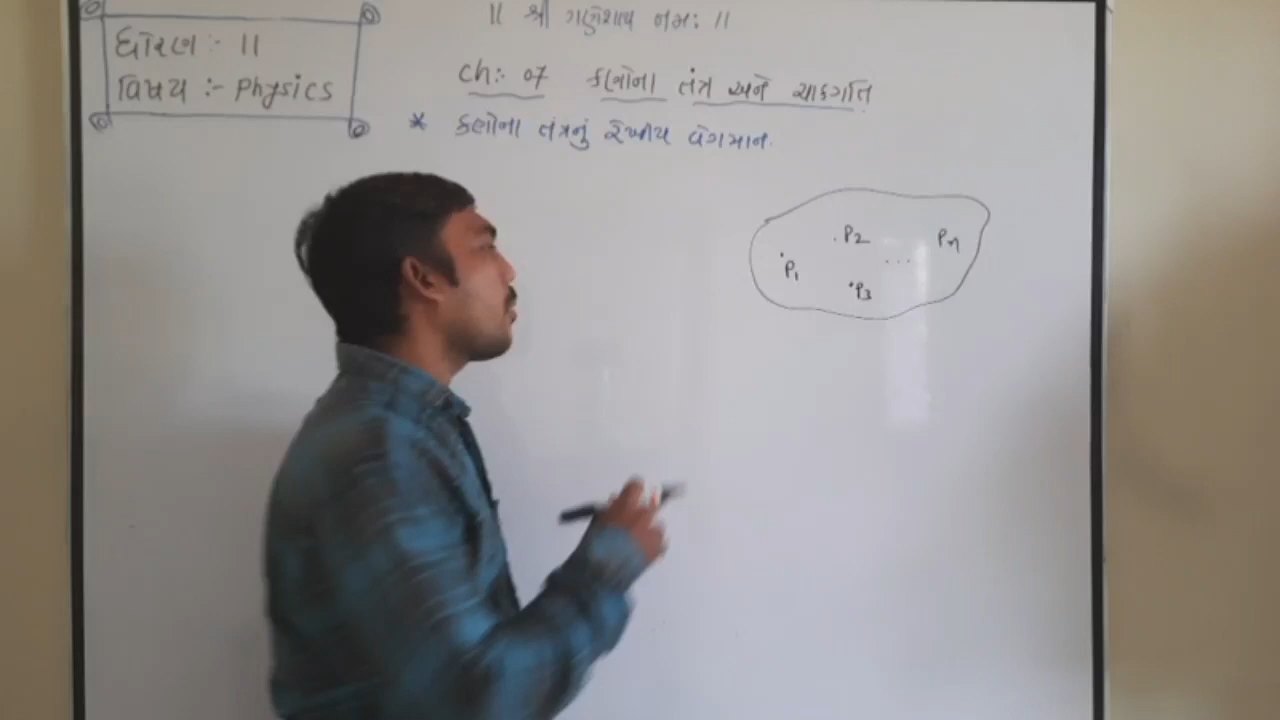 ધોરણ :- 11
વિષય :- Physics
॥ શ્રી ગણેશાય નમઃ ॥
Ch :- 07 કણોના તંત્ર અને ચાકગતિ
* કણોના તંત્રનું રેખીય વેગમાન.
P2
Pn
P1
...
P3